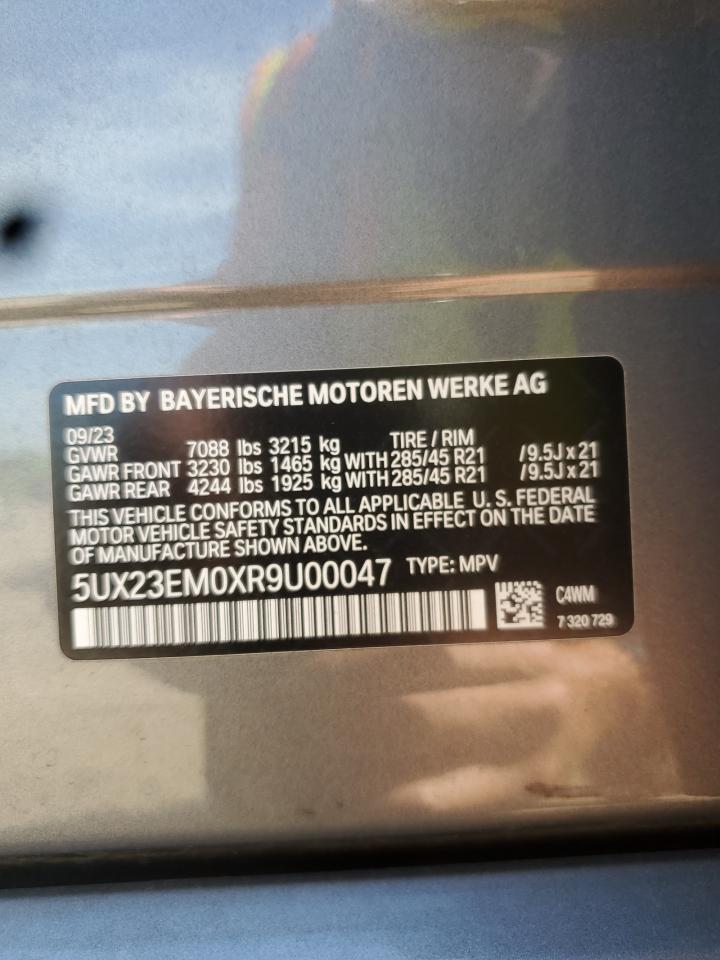 MFD BY BAYERISCHE MOTOREN WERKE AG
09/23 TIRE / RIM
GVWR 7088 lbs 3215 kg
GAWR FRONT 3230 lbs 1465 kg WITH 285/45 R21 /9.5J x 21
GAWR REAR 4244 lbs 1925 kg WITH 285/45 R21 /9.5J x 21
THIS VEHICLE CONFORMS TO ALL APPLICABLE U. S. FEDERAL
MOTOR VEHICLE SAFETY STANDARDS IN EFFECT ON THE DATE
OF MANUFACTURE SHOWN ABOVE.
5UX23EM0XR9U00047 TYPE: MPV
C4WM
7 320 729